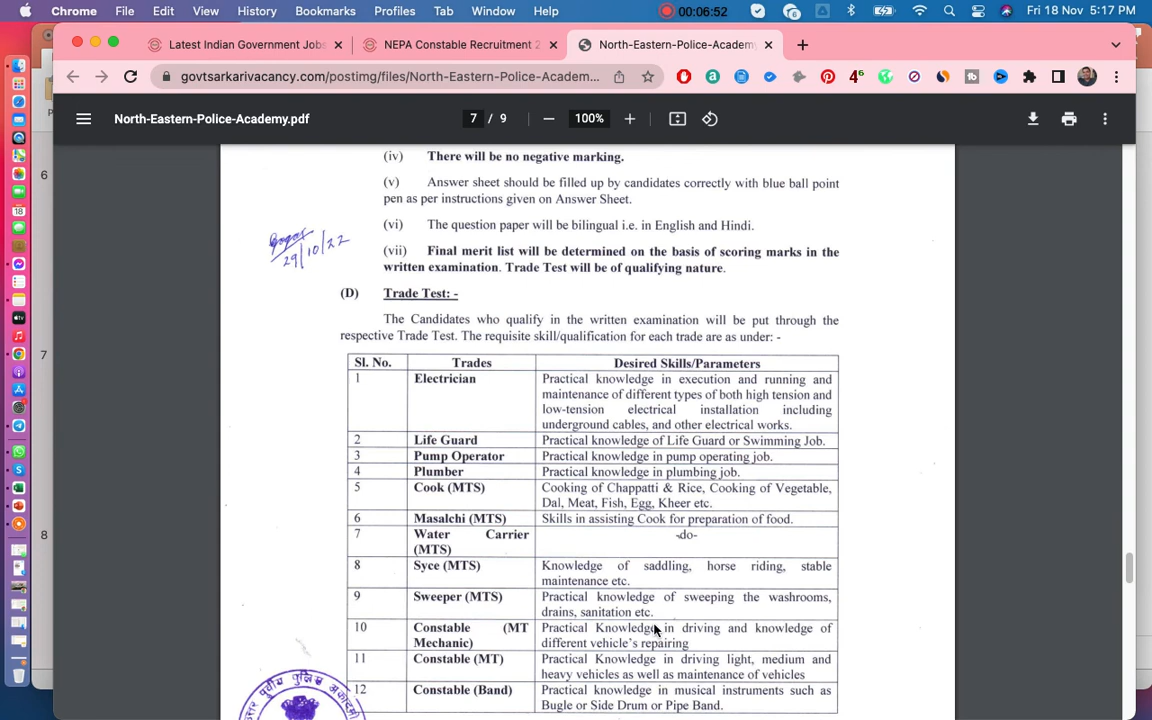 Chrome File Edit View History Bookmarks Profiles Tab Window Help 00:06:52 Fri 18 Nov 5:17 PM
Latest Indian Government Jobs NEPA Constable Recruitment 2 North-Eastern-Police-Academy
govtsarkarivacancy.com/postimg/files/North-Eastern-Police-Academ...
North-Eastern-Police-Academy.pdf 7 / 9 100%
(iv) There will be no negative marking.
(v) Answer sheet should be filled up by candidates correctly with blue ball point
pen as per instructions given on Answer Sheet.
(vi) The question paper will be bilingual i.e. in English and Hindi.
29/10/22
(vii) Final merit list will be determined on the basis of scoring marks in the
written examination. Trade Test will be of qualifying nature.
(D) Trade Test: -
The Candidates who qualify in the written examination will be put through the
respective Trade Test. The requisite skill/qualification for each trade are as under: -
Sl. No. Trades Desired Skills/Parameters
1 Electrician Practical knowledge in execution and running and
maintenance of different types of both high tension and
low-tension electrical installation including
underground cables, and other electrical works.
2 Life Guard Practical knowledge of Life Guard or Swimming Job.
3 Pump Operator Practical knowledge in pump operating job.
4 Plumber Practical knowledge in plumbing job.
5 Cook (MTS) Cooking of Chappatti & Rice, Cooking of Vegetable,
Dal, Meat, Fish, Egg, Kheer etc.
6 Masalchi (MTS) Skills in assisting Cook for preparation of food.
7 Water Carrier -do-
(MTS)
8 Syce (MTS) Knowledge of saddling, horse riding, stable
maintenance etc.
9 Sweeper (MTS) Practical knowledge of sweeping the washrooms,
drains, sanitation etc.
10 Constable (MT Practical Knowledge in driving and knowledge of
Mechanic) different vehicle's repairing
11 Constable (MT) Practical Knowledge in driving light, medium and
heavy vehicles as well as maintenance of vehicles
12 Constable (Band) Practical knowledge in musical instruments such as
Bugle or Side Drum or Pipe Band.
पूर्वीय पुलिस
6
7
8